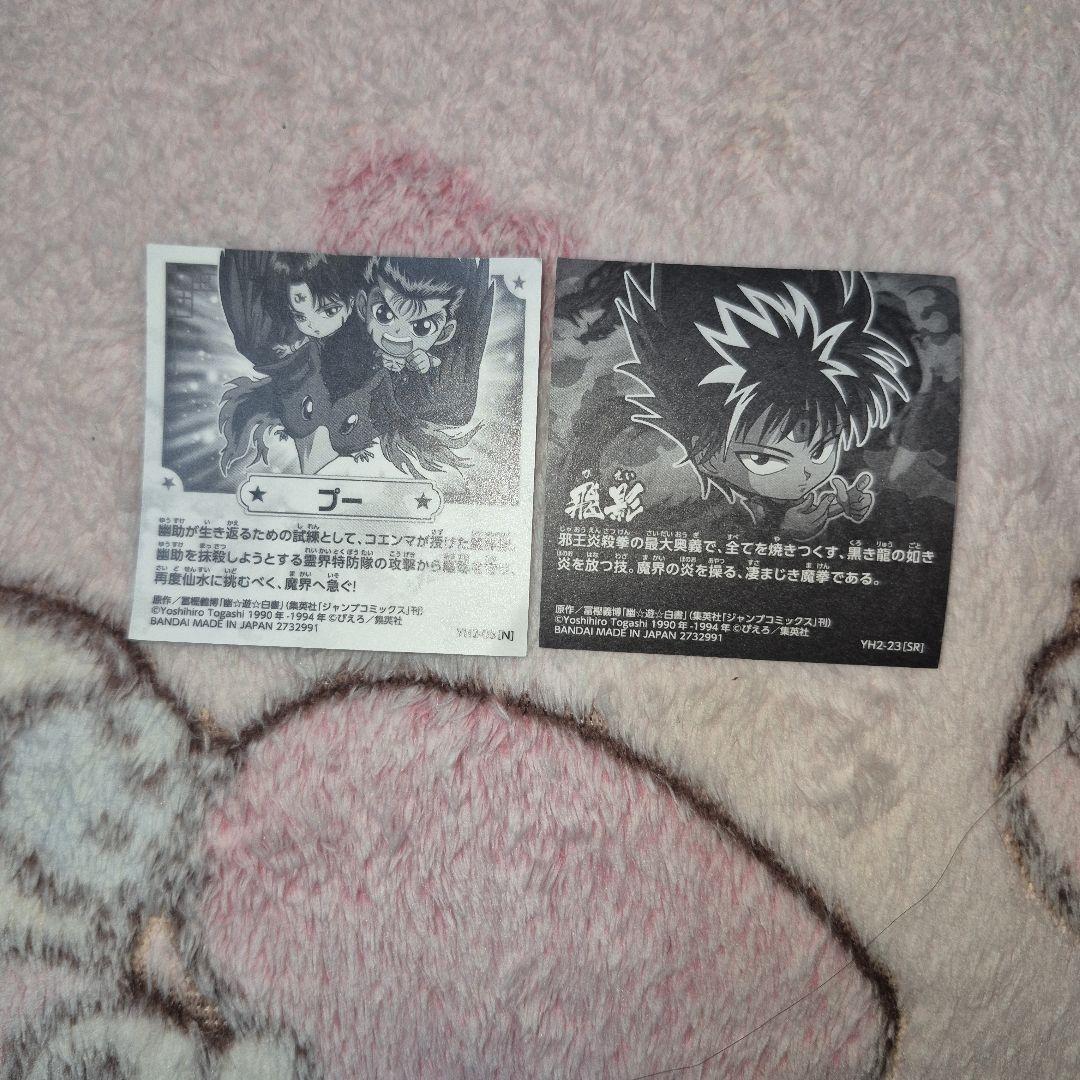 プー
幽助が生き返るための試練として、コエンマが授けた
幽助を抹殺しようとする霊界特防隊の攻撃から
再度仙水に挑むべく、魔界へ急ぐ!
原作/冨樫義博「幽☆遊☆白書」(集英社「ジャンプコミックス」刊)
©Yoshihiro Togashi 1990年-1994年 ©ぴえろ/集英社
BANDAI MADE IN JAPAN 2732991
YH2-05[N]
飛影
邪王炎殺拳の最大奥義で、全てを焼きつくす、黒き龍の如き
炎を放つ技。魔界の炎を操る、凄まじき魔拳である。
原作/冨樫義博「幽☆遊☆白書」(集英社「ジャンプコミックス」刊)
©Yoshihiro Togashi 1990年-1994年 ©ぴえろ/集英社
BANDAI MADE IN JAPAN 2732991
YH2-23[SR]